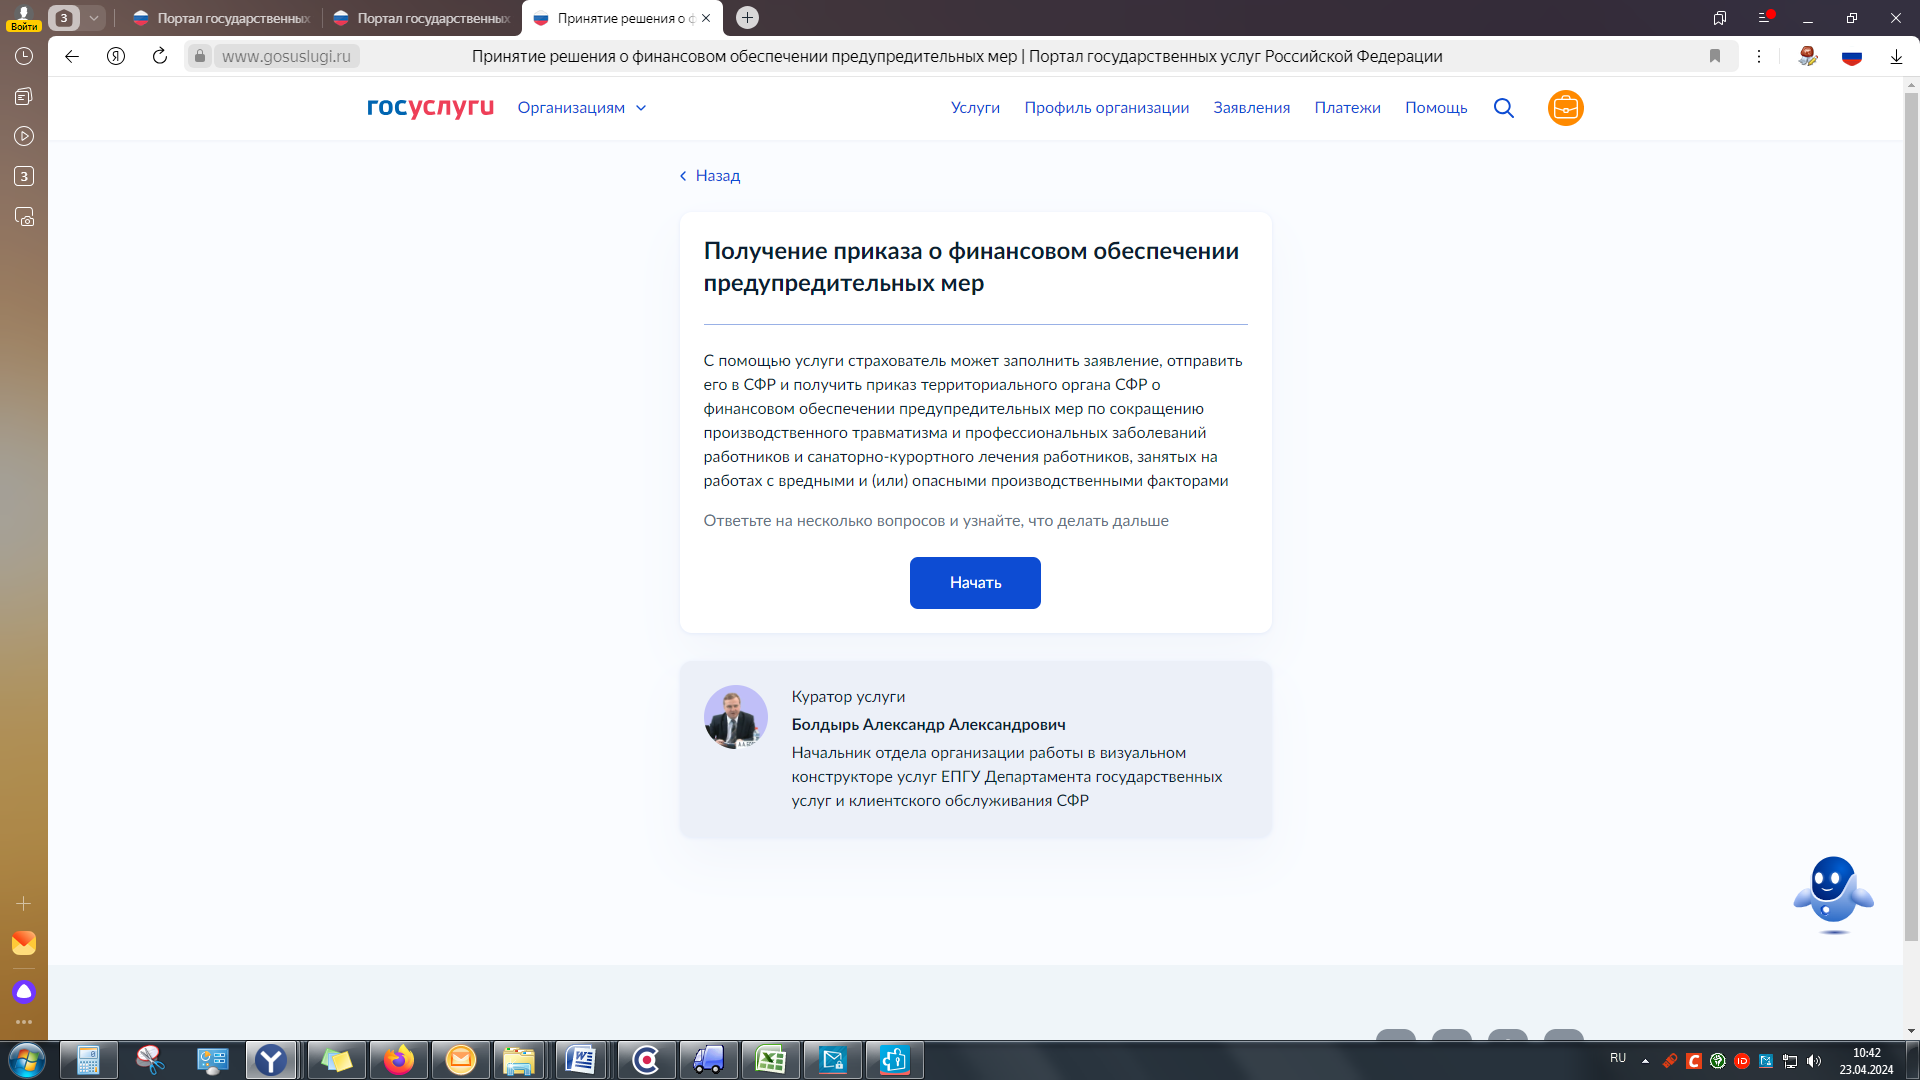 Войти
3
Портал государственных
Портал государственных
Принятие решения о ф
www.gosuslugi.ru
Принятие решения о финансовом обеспечении предупредительных мер | Портал государственных услуг Российской Федерации
3
госуслуги
Организациям
Услуги
Профиль организации
Заявления
Платежи
Помощь
Назад
Получение приказа о финансовом обеспечении
предупредительных мер
С помощью услуги страхователь может заполнить заявление, отправить
его в СФР и получить приказ территориального органа СФР о
финансовом обеспечении предупредительных мер по сокращению
производственного травматизма и профессиональных заболеваний
работников и санаторно-курортного лечения работников, занятых на
работах с вредными и (или) опасными производственными факторами
Ответьте на несколько вопросов и узнайте, что делать дальше
Начать
Куратор услуги
Болдырь Александр Александрович
Начальник отдела организации работы в визуальном
конструкторе услуг ЕПГУ Департамента государственных
услуг и клиентского обслуживания СФР
RU
10:42
23.04.2024